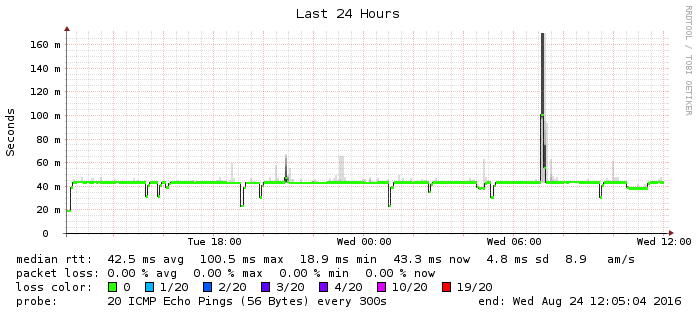 Last 24 Hours
RRDTOOL / TOBI OETIKER
Seconds
160 m
140 m
120 m
100 m
80 m
60 m
40 m
20 m
0
Tue 18:00 Wed 00:00 Wed 06:00 Wed 12:00
median rtt: 42.5 ms avg 100.5 ms max 18.9 ms min 43.3 ms now 4.8 ms sd 8.9 am/s
packet loss: 0.00 % avg 0.00 % max 0.00 % min 0.00 % now
loss color: 0 1/20 2/20 3/20 4/20 10/20 19/20
probe: 20 ICMP Echo Pings (56 Bytes) every 300s end: Wed Aug 24 12:05:04 2016